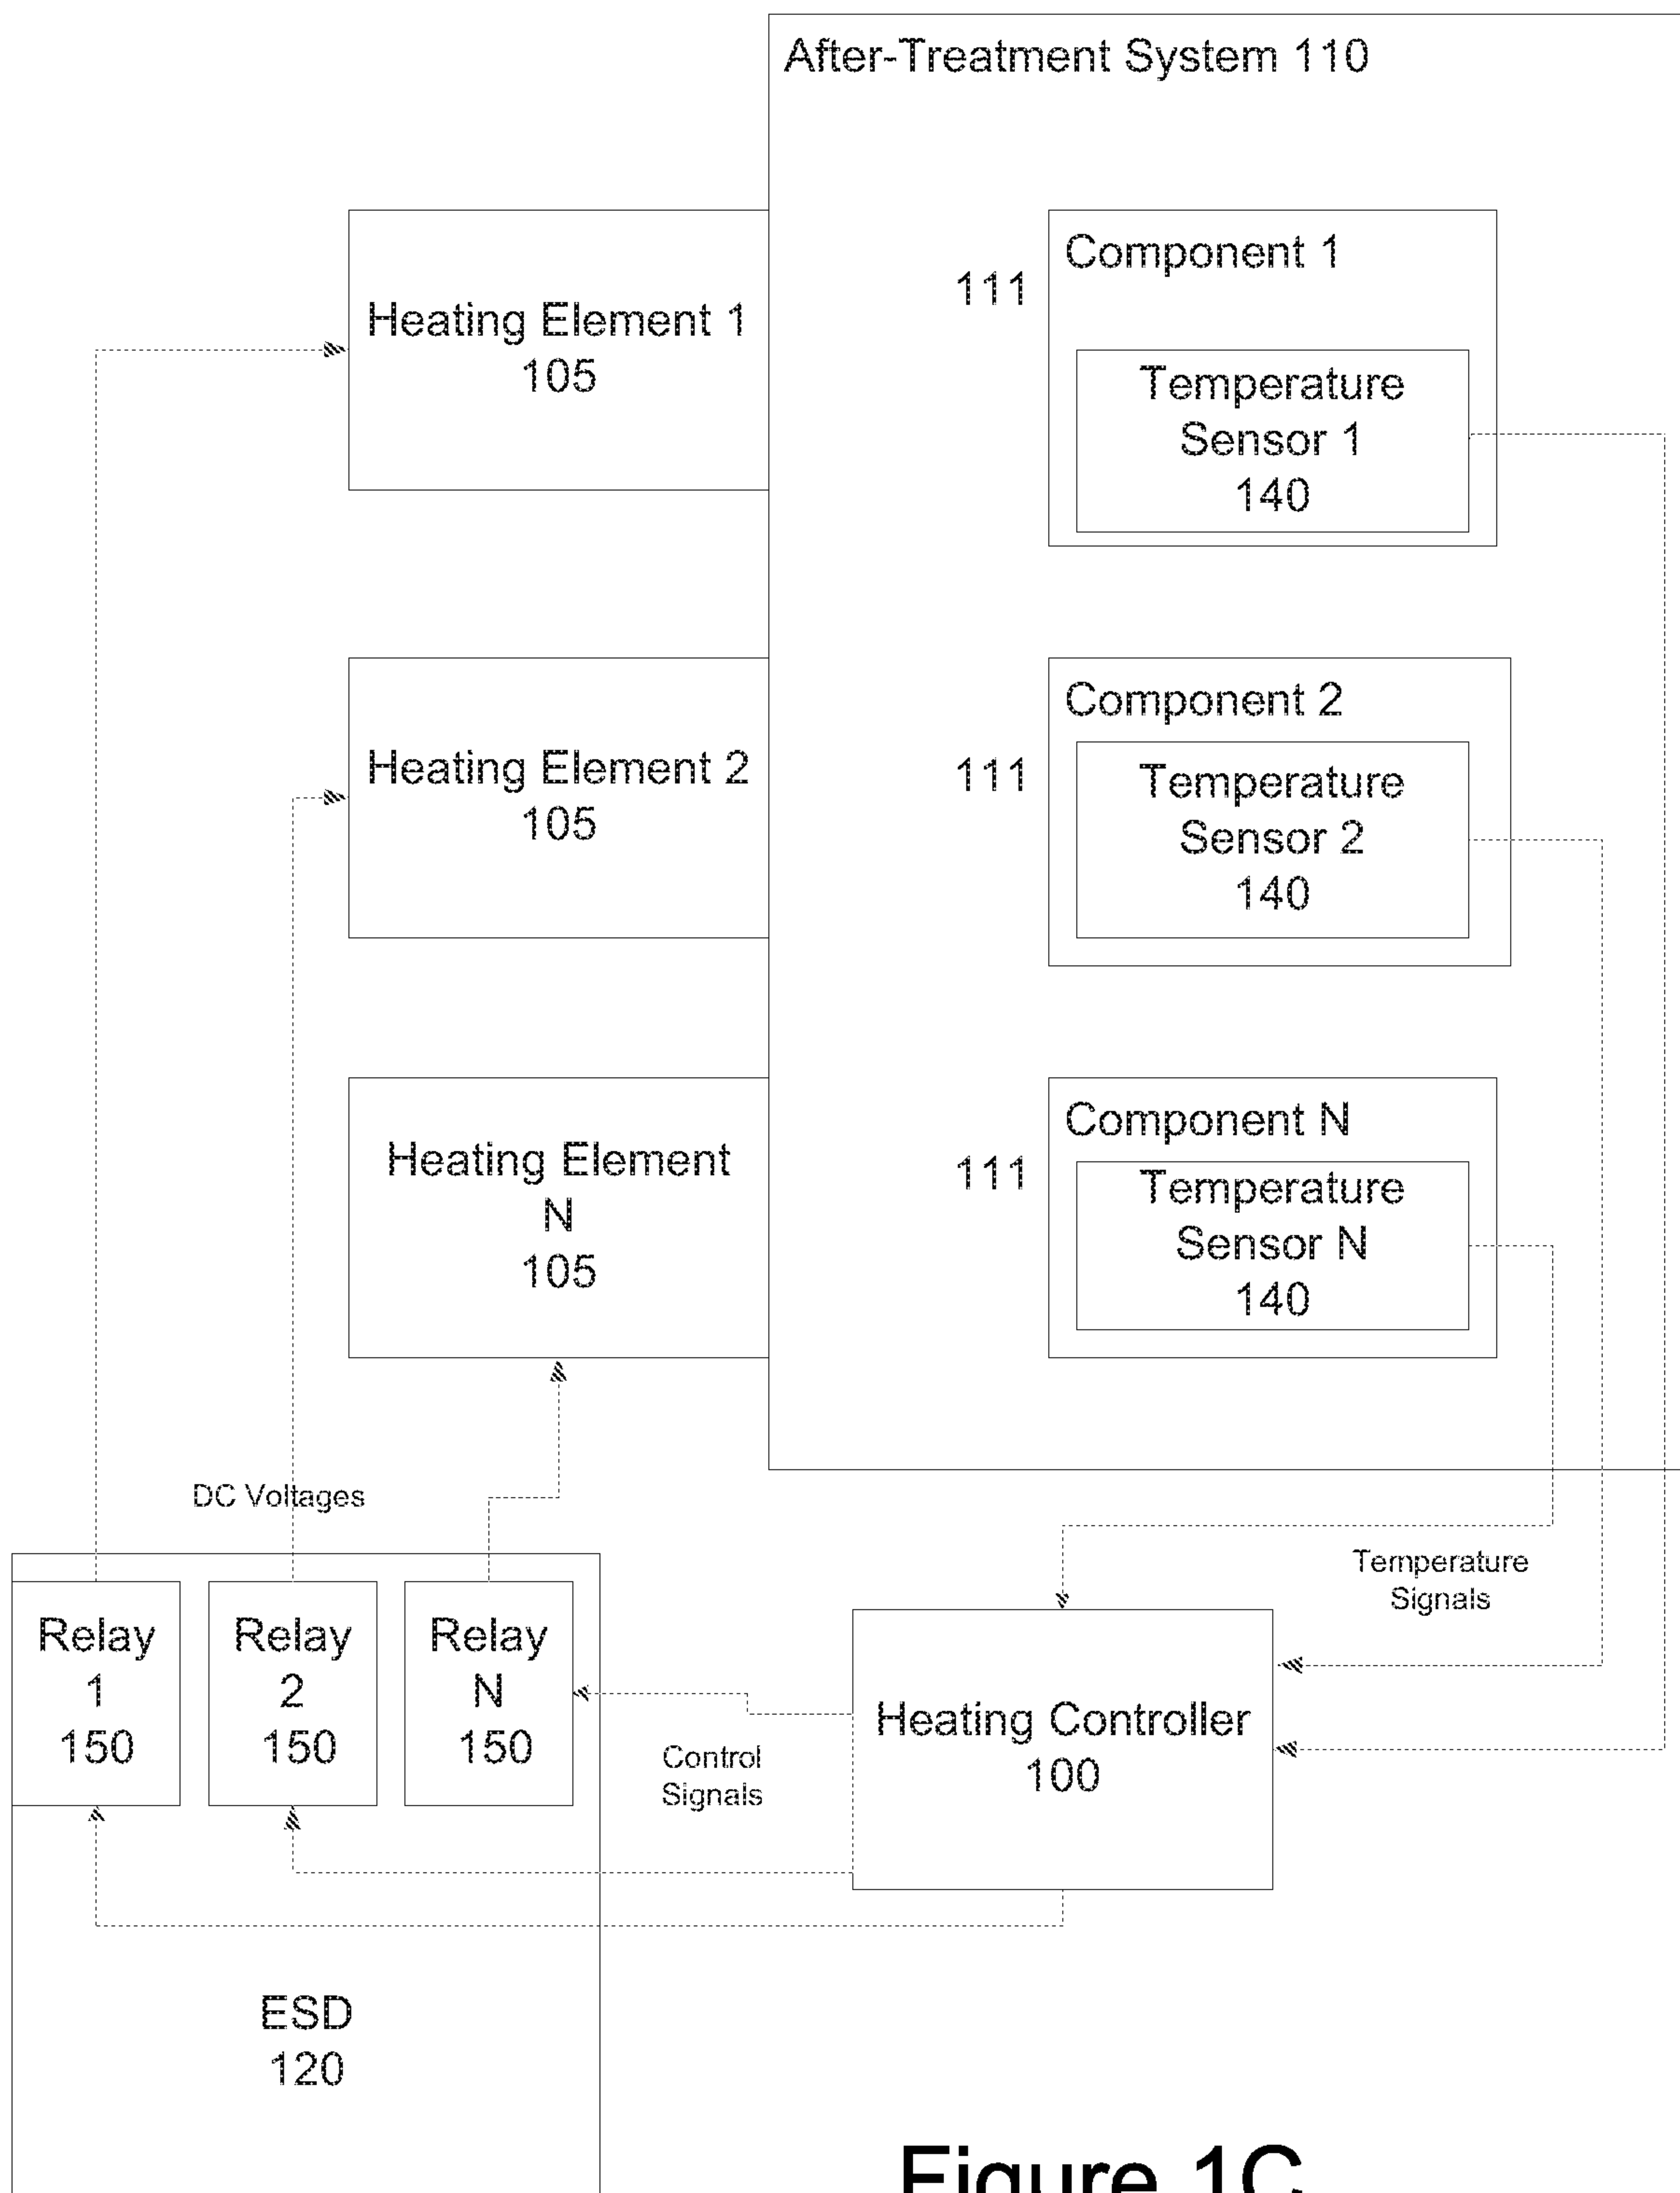 After-Treatment System 110
Heating Element 1
105
111
Component 1
Temperature
Sensor 1
140
Heating Element 2
105
111
Component 2
Temperature
Sensor 2
140
Heating Element
N
105
111
Component N
Temperature
Sensor N
140
DC Voltages
Temperature
Signals
Relay
1
150
Relay
2
150
Relay
N
150
Control
Signals
Heating Controller
100
ESD
120
Figure 1C